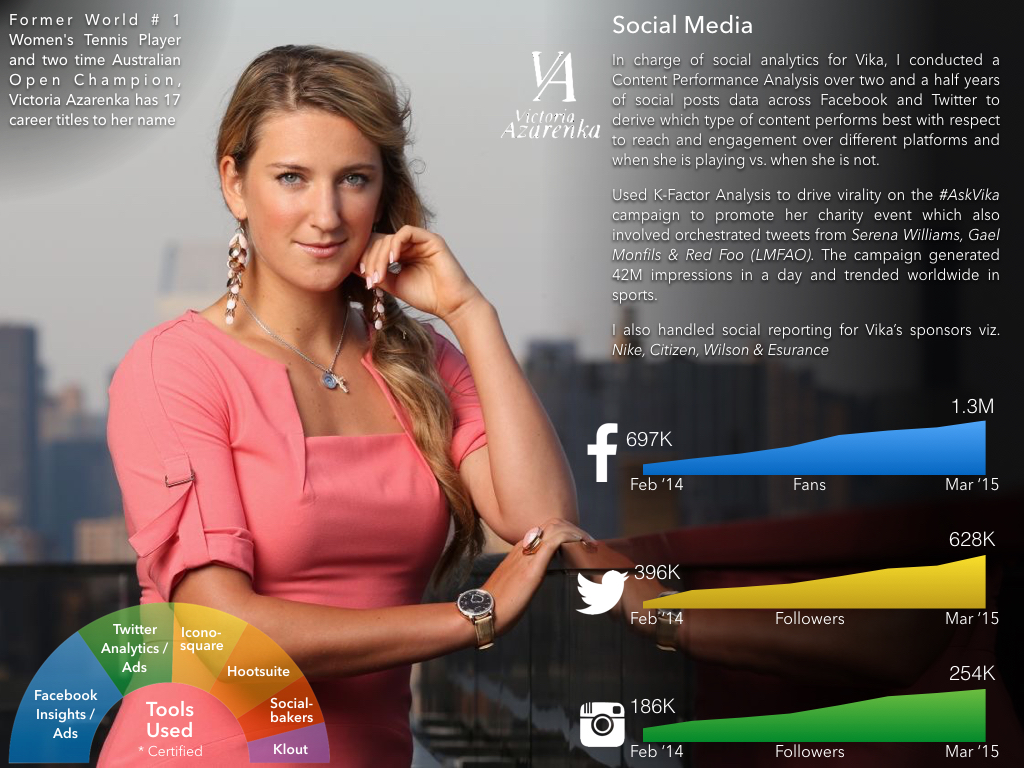 Former World # 1
Women's Tennis Player
and two time Australian
Open Champion,
Victoria Azarenka has 17
career titles to her name
VA
Victoria
Azarenka
Social Media
In charge of social analytics for Vika, I conducted a
Content Performance Analysis over two and a half years
of social posts data across Facebook and Twitter to
derive which type of content performs best with respect
to reach and engagement over different platforms and
when she is playing vs. when she is not.
Used K-Factor Analysis to drive virality on the #AskVika
campaign to promote her charity event which also
involved orchestrated tweets from Serena Williams, Gael
Monfils & Red Foo (LMFAO). The campaign generated
42M impressions in a day and trended worldwide in
sports.
I also handled social reporting for Vika’s sponsors viz.
Nike, Citizen, Wilson & Esurance
1.3M
697K
Feb ‘14 Fans Mar ‘15
628K
396K
Feb ‘14 Followers Mar ‘15
254K
186K
Feb ‘14 Followers Mar ‘15
Facebook
Insights /
Ads
Twitter
Analytics /
Ads
Icono-
square
Hootsuite
Social-
bakers
Klout
Tools
Used
* Certified